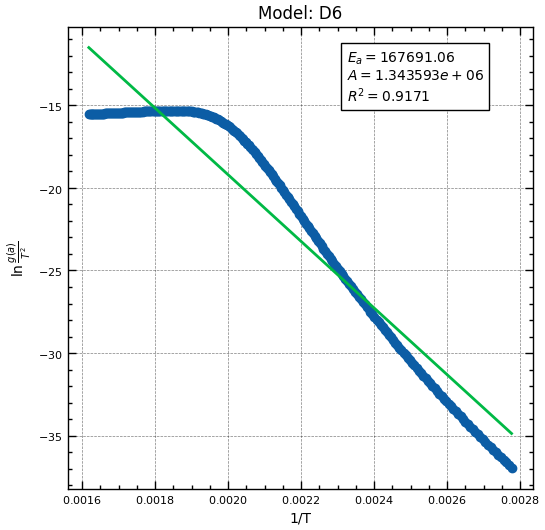 Model: D6
E_a = 167691.06
A = 1.343593e + 06
R^2 = 0.9171
−15
−20
−25
−30
−35
ln g(a)/T^2
0.0016 0.0018 0.0020 0.0022 0.0024 0.0026 0.0028
1/T